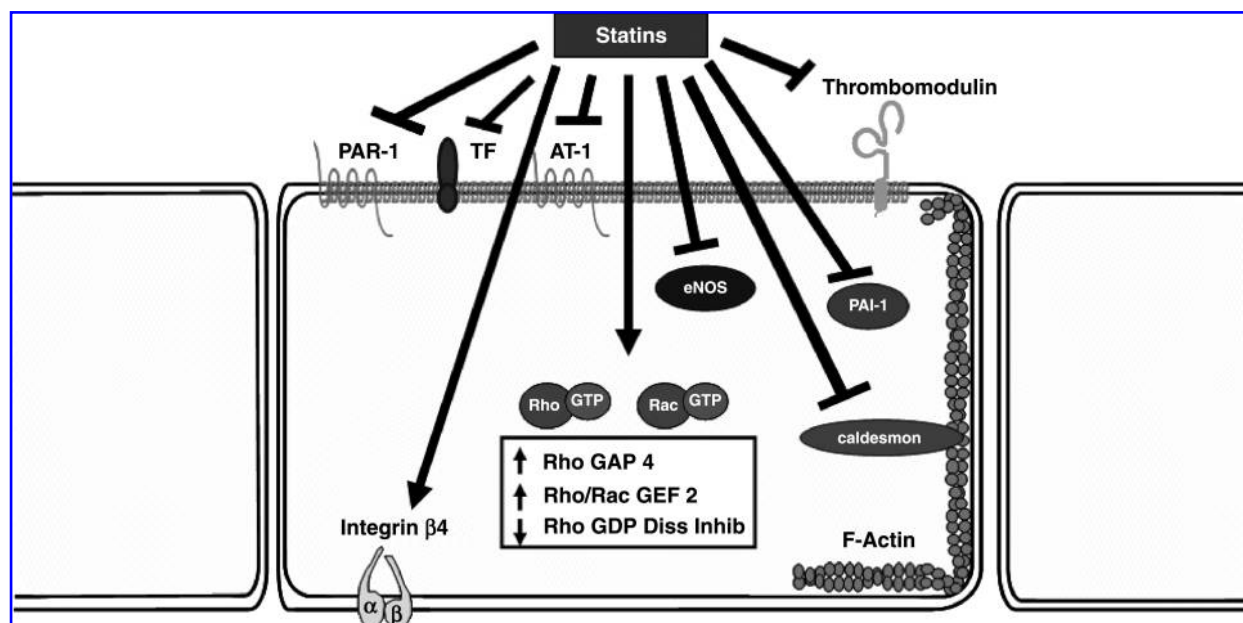 Statins
Thrombomodulin
PAR-1
TF
AT-1
eNOS
PAI-1
Rho
GTP
Rac
GTP
caldesmon
Rho GAP 4
Rho/Rac GEF 2
Rho GDP Diss Inhib
Integrin β4
F-Actin
α
β